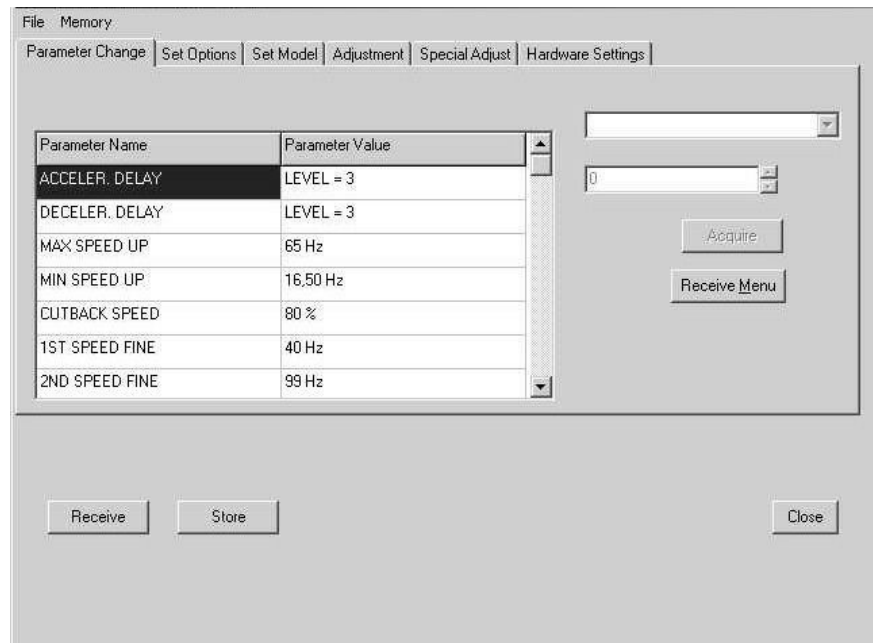 File Memory
Parameter Change Set Options Set Model Adjustment Special Adjust Hardware Settings
Parameter Name Parameter Value
ACCELER. DELAY LEVEL = 3
DECELER. DELAY LEVEL = 3
MAX SPEED UP 65 Hz
MIN SPEED UP 16,50 Hz
CUTBACK SPEED 80 %
1ST SPEED FINE 40 Hz
2ND SPEED FINE 99 Hz
0
Acquire
Receive Menu
Receive Store Close